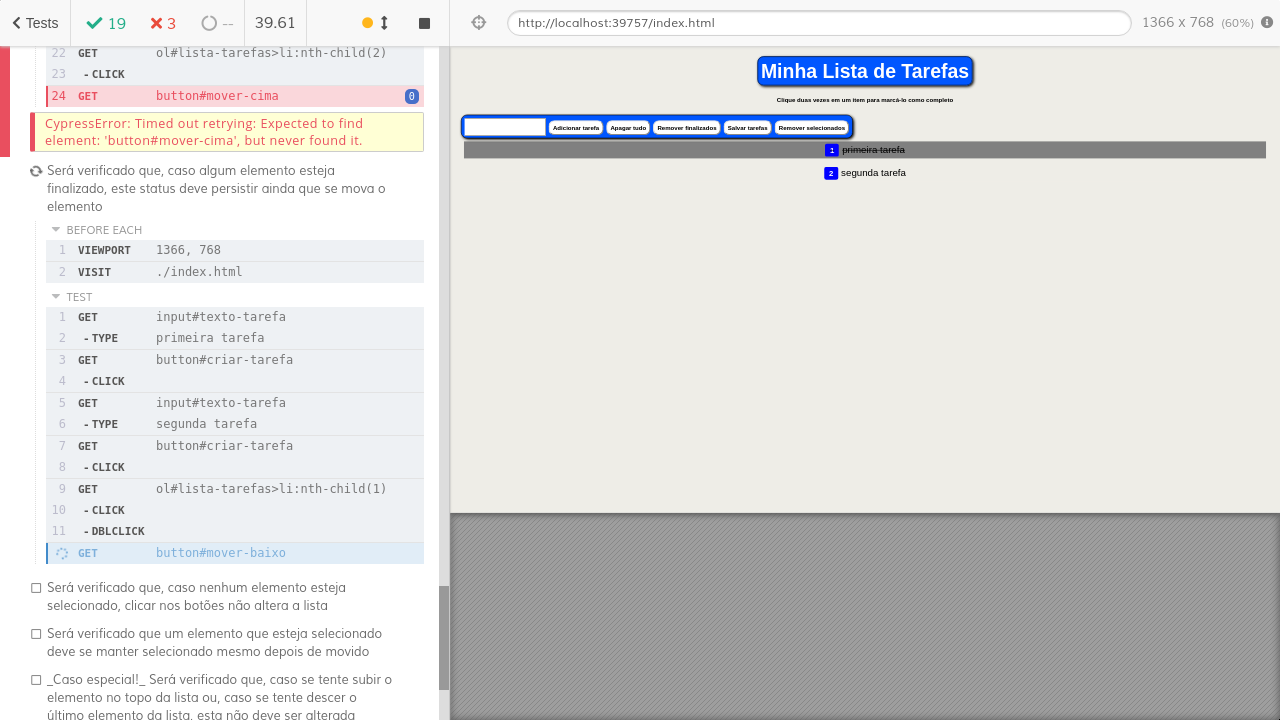 Tests 19 3 -- 39.61
22 GET ol#lista-tarefas>li:nth-child(2)
23 -CLICK
24 GET button#mover-cima 0
CypressError: Timed out retrying: Expected to find
element: 'button#mover-cima', but never found it.
Será verificado que, caso algum elemento esteja
finalizado, este status deve persistir ainda que se mova o
elemento
BEFORE EACH
1 VIEWPORT 1366, 768
2 VISIT ./index.html
TEST
1 GET input#texto-tarefa
2 -TYPE primeira tarefa
3 GET button#criar-tarefa
4 -CLICK
5 GET input#texto-tarefa
6 -TYPE segunda tarefa
7 GET button#criar-tarefa
8 -CLICK
9 GET ol#lista-tarefas>li:nth-child(1)
10 -CLICK
11 -DBLCLICK
GET button#mover-baixo
Será verificado que, caso nenhum elemento esteja
selecionado, clicar nos botões não altera a lista
Será verificado que um elemento que esteja selecionado
deve se manter selecionado mesmo depois de movido
_Caso especial!_ Será verificado que, caso se tente subir o
elemento no topo da lista ou, caso se tente descer o
último elemento da lista, esta não deve ser alterada
http://localhost:39757/index.html 1366 x 768 (60%)
Minha Lista de Tarefas
Clique duas vezes em um item para marcá-lo como completo
Adicionar tarefa Apagar tudo Remover finalizados Salvar tarefas Remover selecionados
1 primeira tarefa
2 segunda tarefa